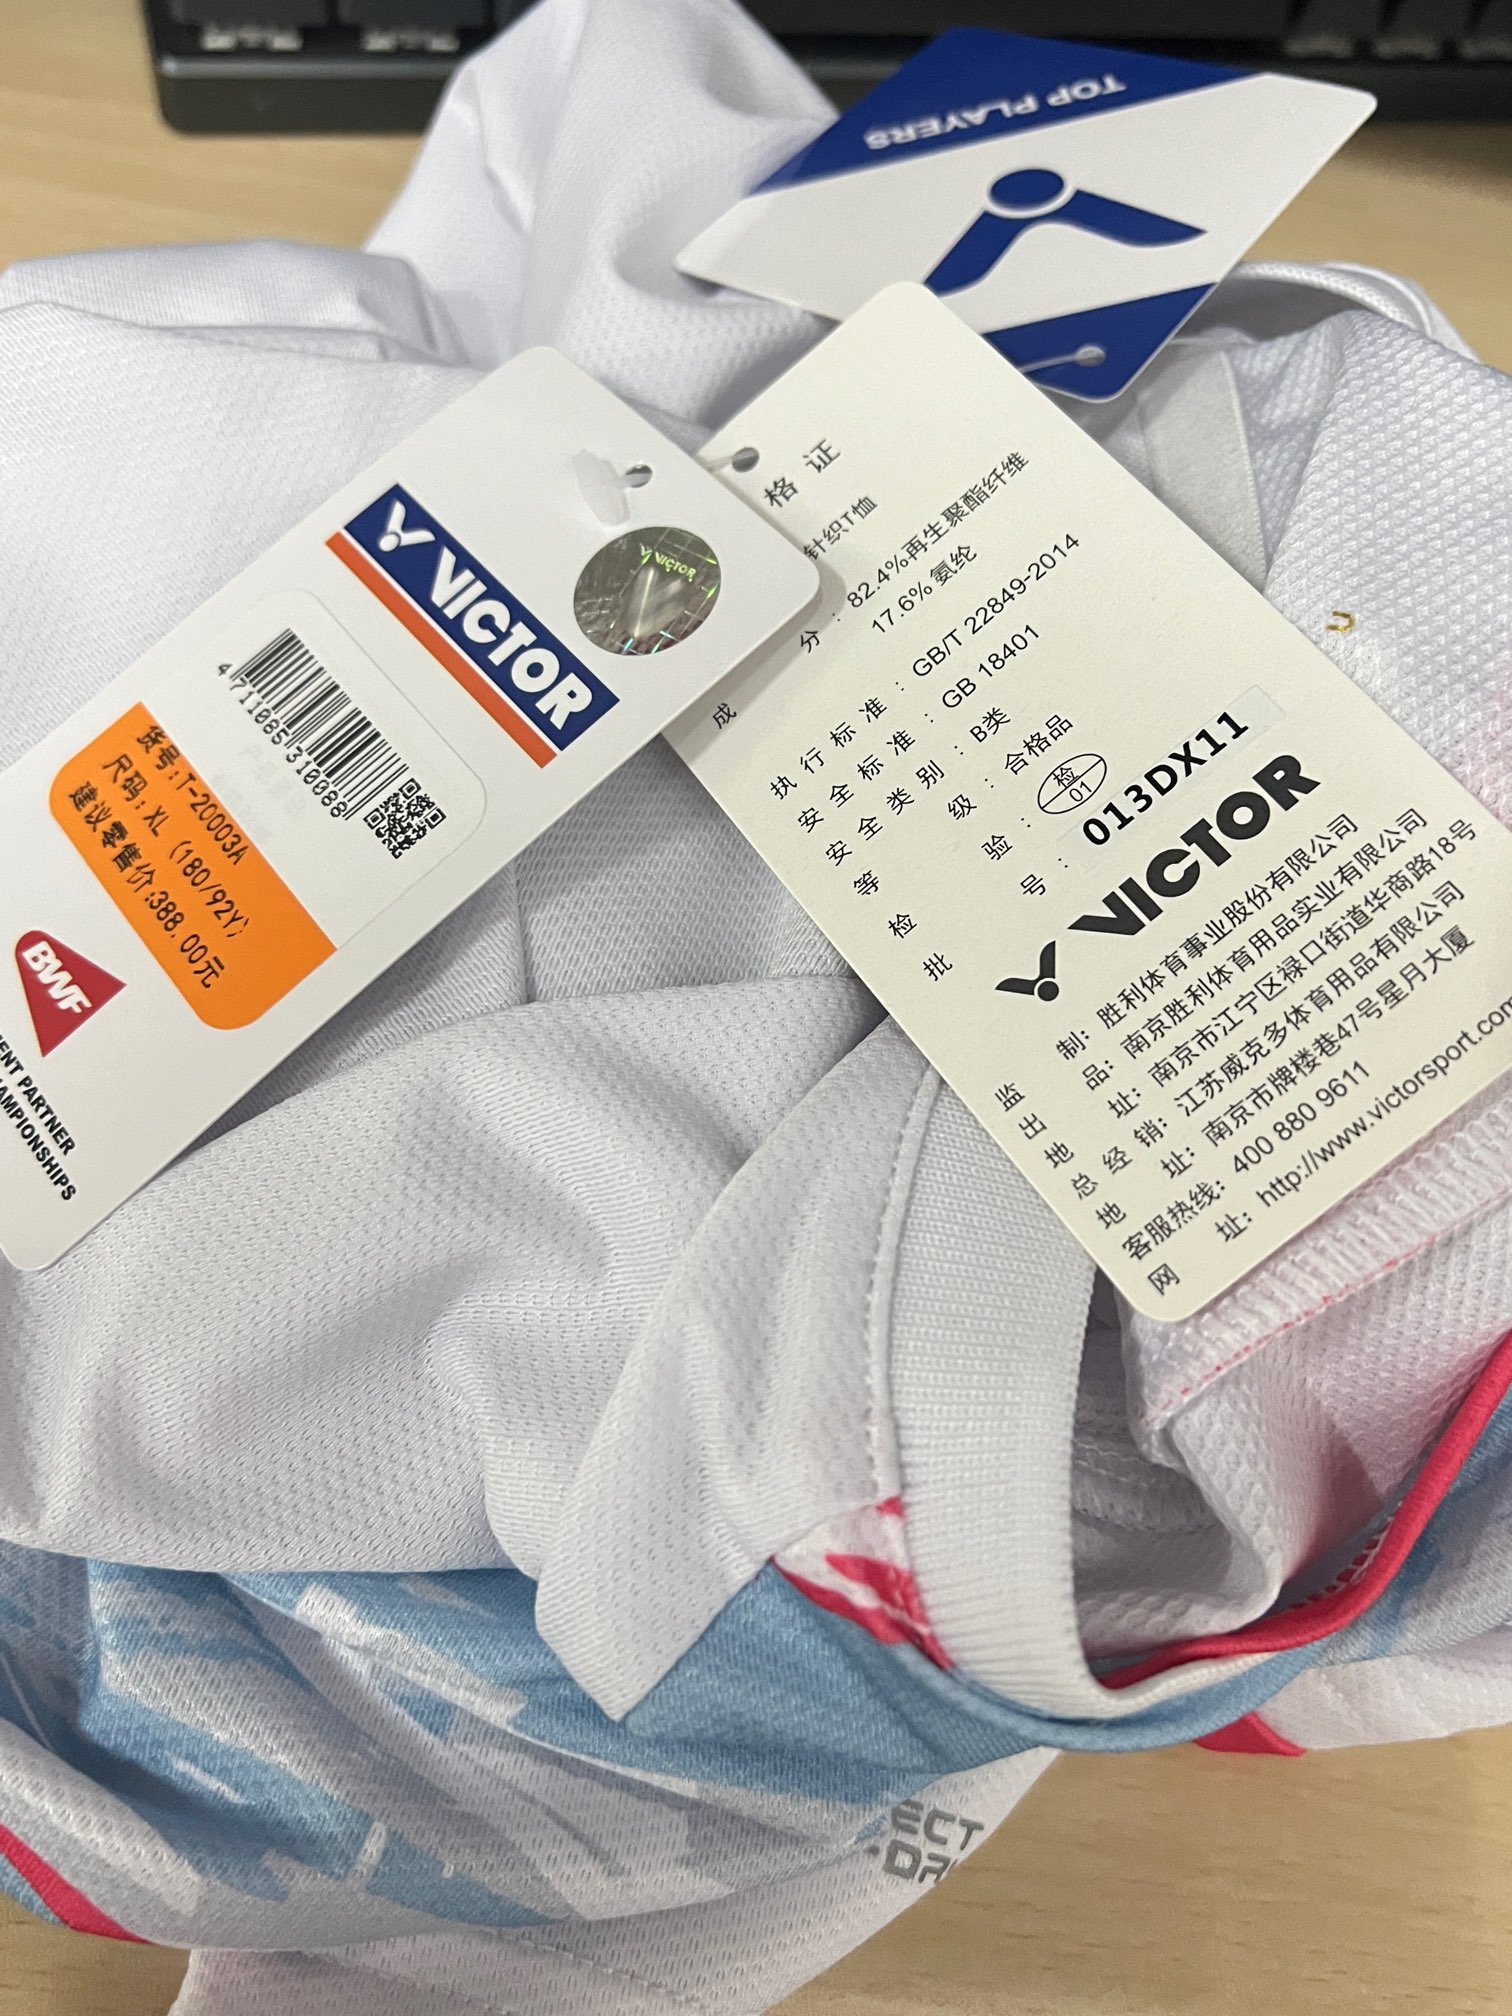 TOP PLAYERS
VICTOR
VICTOR
4 711085 310088
货号:T-20003A
尺码:XL (180/92Y)
建议零售价:388.00元
BWF
PARTNER
格 证
针织T恤
成 分 : 82.4%再生聚酯纤维
17.6% 氨纶
执 行 标 准 : GB/T 22849-2014
安 全 标 准 : GB 18401
安 全 类 别 : B类
等 级 : 合格品
检 验 : 检 01
批 号 : 013DX11
VICTOR
监 制: 胜利体育事业股份有限公司
出 品: 南京胜利体育用品实业有限公司
地 址: 南京市江宁区禄口街道华商路18号
总 经 销: 江苏威克多体育用品有限公司
地 址: 南京市牌楼巷47号星月大厦
客服热线: 400 880 9611
网 址: http://www.victorsport.com